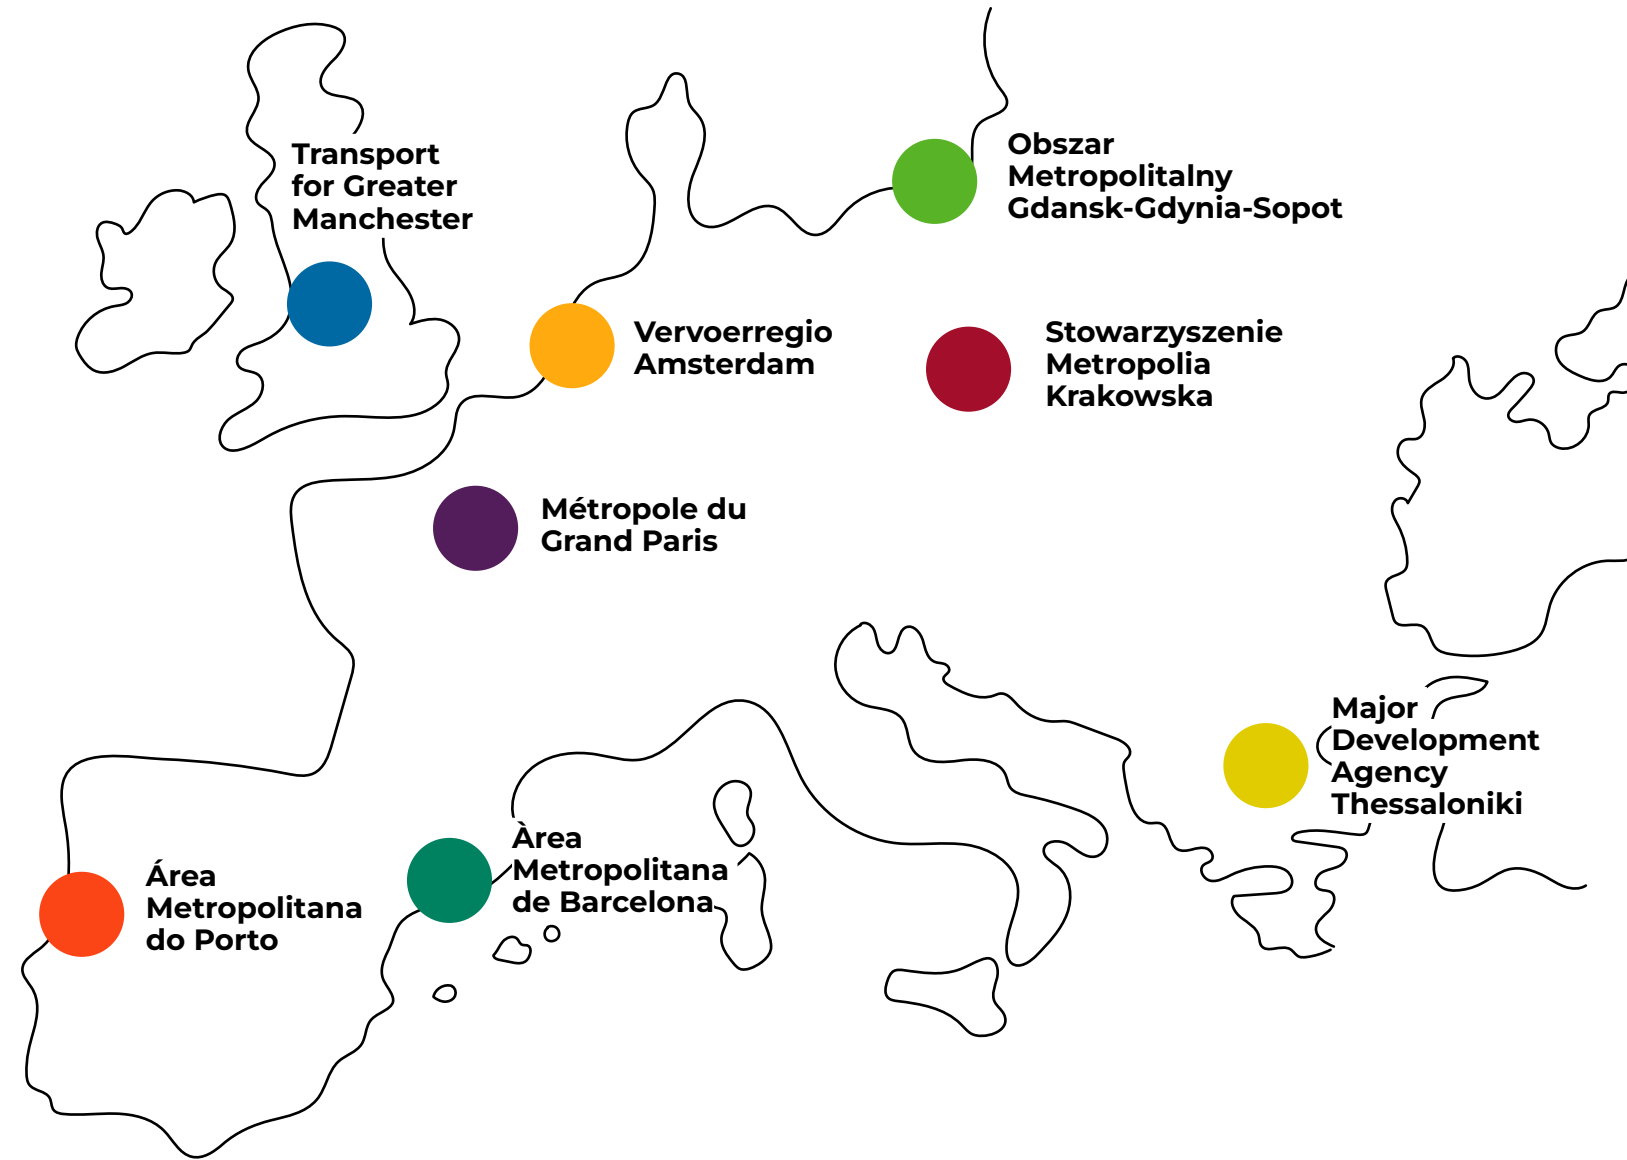 Transport
for Greater
Manchester
Obszar
Metropolitalny
Gdansk-Gdynia-Sopot
Vervoerregio
Amsterdam
Stowarzyszenie
Metropolia
Krakowska
Métropole du
Grand Paris
Major
Development
Agency
Thessaloniki
Àrea
Metropolitana
de Barcelona
Área
Metropolitana
do Porto